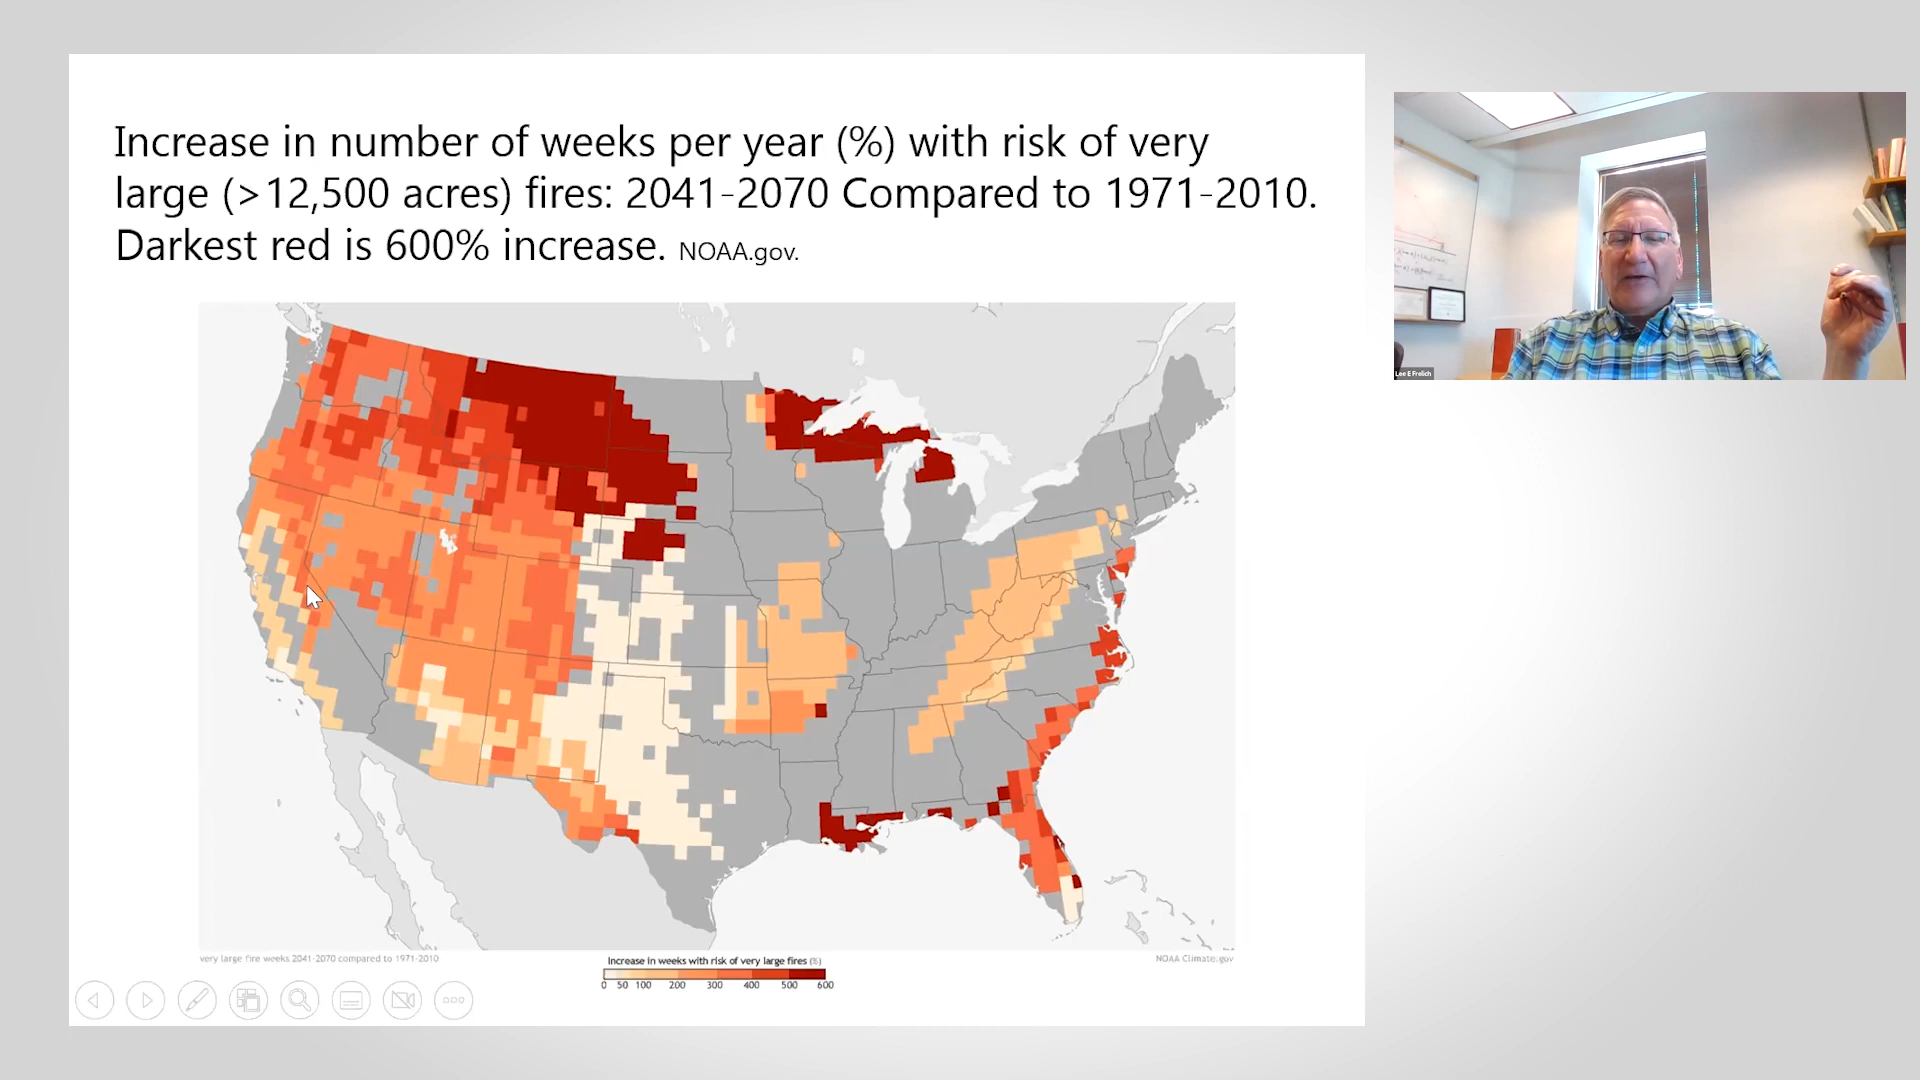 Increase in number of weeks per year (%) with risk of very
large (>12,500 acres) fires: 2041-2070 Compared to 1971-2010.
Darkest red is 600% increase. NOAA.gov.
Lee E Frelich
very large fire weeks 2041-2070 compared to 1971-2010
NOAA Climate.gov
Increase in weeks with risk of very large fires (%)
0 50 100 200 300 400 500 600